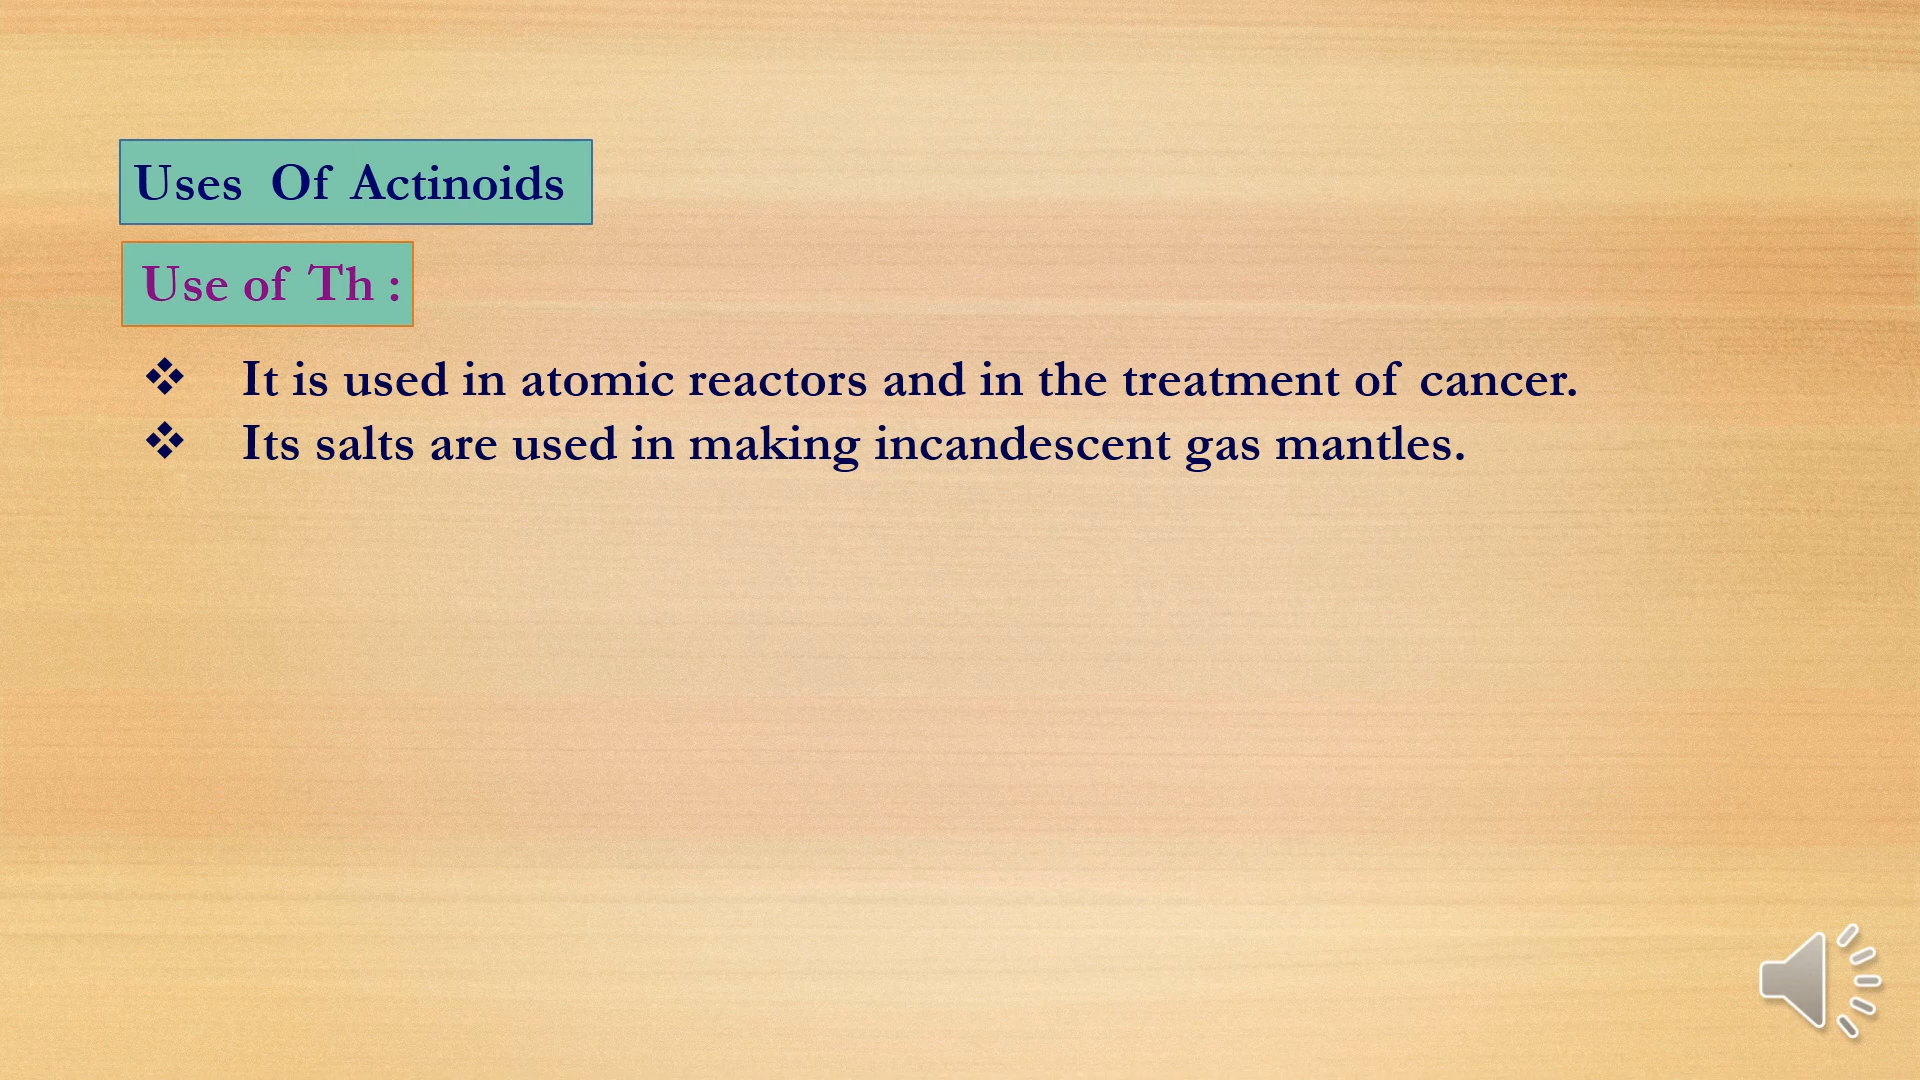 Uses Of Actinoids
Use of Th :
❖ It is used in atomic reactors and in the treatment of cancer.
❖ Its salts are used in making incandescent gas mantles.